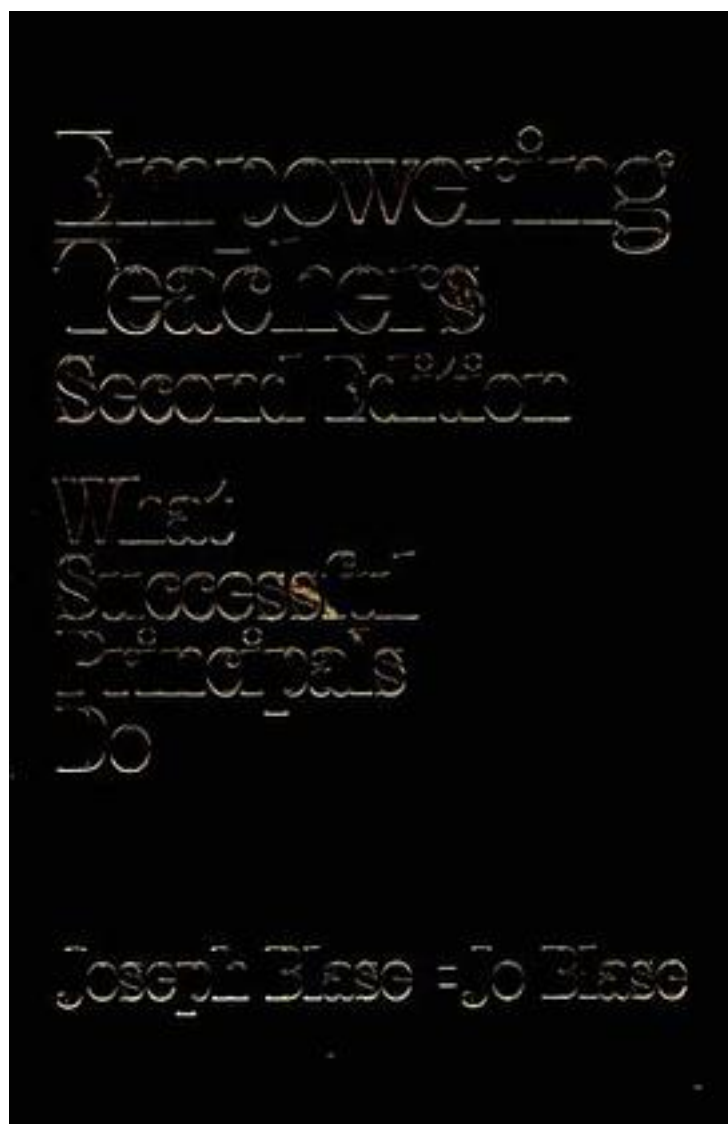 Empowering
Teachers
Second Edition
What
Successful
Principals
Do
Joseph Blase Jo Blase